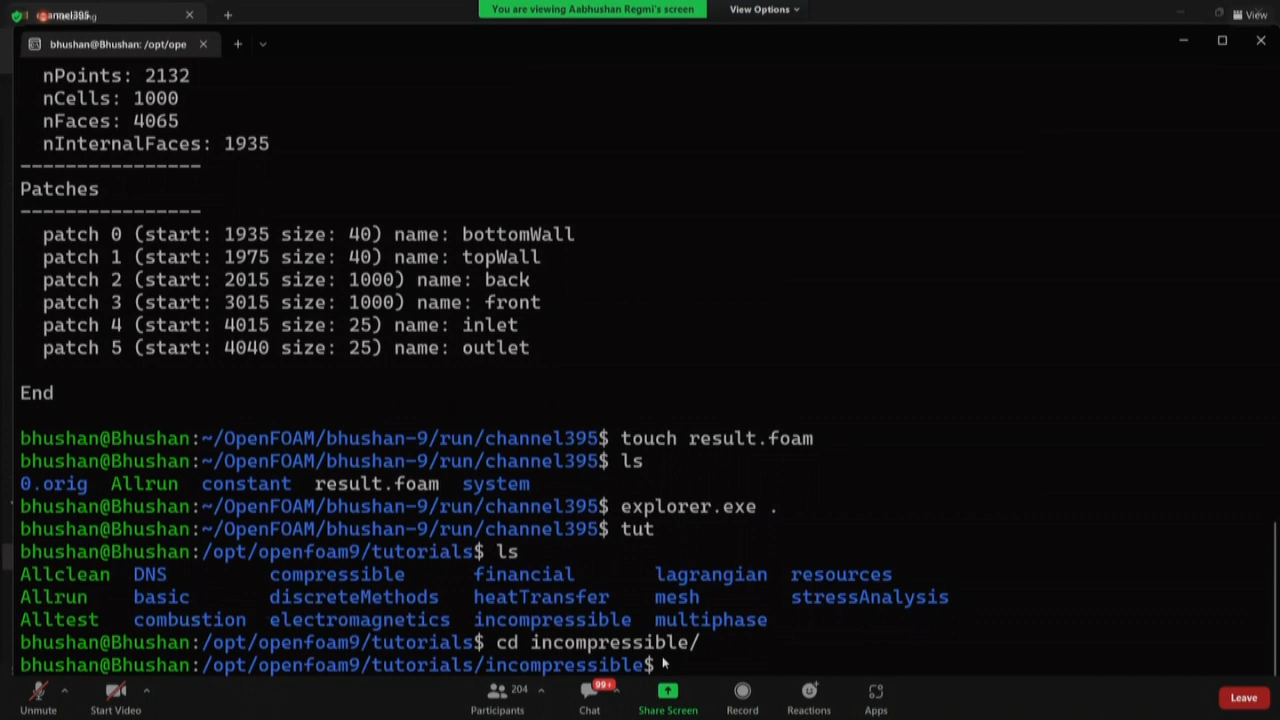 channel395
You are viewing Aabhushan Regmi's screen
View Options
View
bhushan@Bhushan: /opt/ope
nPoints: 2132
nCells: 1000
nFaces: 4065
nInternalFaces: 1935
----------------
Patches
----------------
patch 0 (start: 1935 size: 40) name: bottomWall
patch 1 (start: 1975 size: 40) name: topWall
patch 2 (start: 2015 size: 1000) name: back
patch 3 (start: 3015 size: 1000) name: front
patch 4 (start: 4015 size: 25) name: inlet
patch 5 (start: 4040 size: 25) name: outlet
End
bhushan@Bhushan:~/OpenFOAM/bhushan-9/run/channel395$ touch result.foam
bhushan@Bhushan:~/OpenFOAM/bhushan-9/run/channel395$ ls
0.orig Allrun constant result.foam system
bhushan@Bhushan:~/OpenFOAM/bhushan-9/run/channel395$ explorer.exe .
bhushan@Bhushan:~/OpenFOAM/bhushan-9/run/channel395$ tut
bhushan@Bhushan:/opt/openfoam9/tutorials$ ls
Allclean DNS compressible financial lagrangian resources
Allrun basic discreteMethods heatTransfer mesh stressAnalysis
Alltest combustion electromagnetics incompressible multiphase
bhushan@Bhushan:/opt/openfoam9/tutorials$ cd incompressible/
bhushan@Bhushan:/opt/openfoam9/tutorials/incompressible$
Unmute
Start Video
204
Participants
99+
Chat
Share Screen
Record
Reactions
Apps
Leave